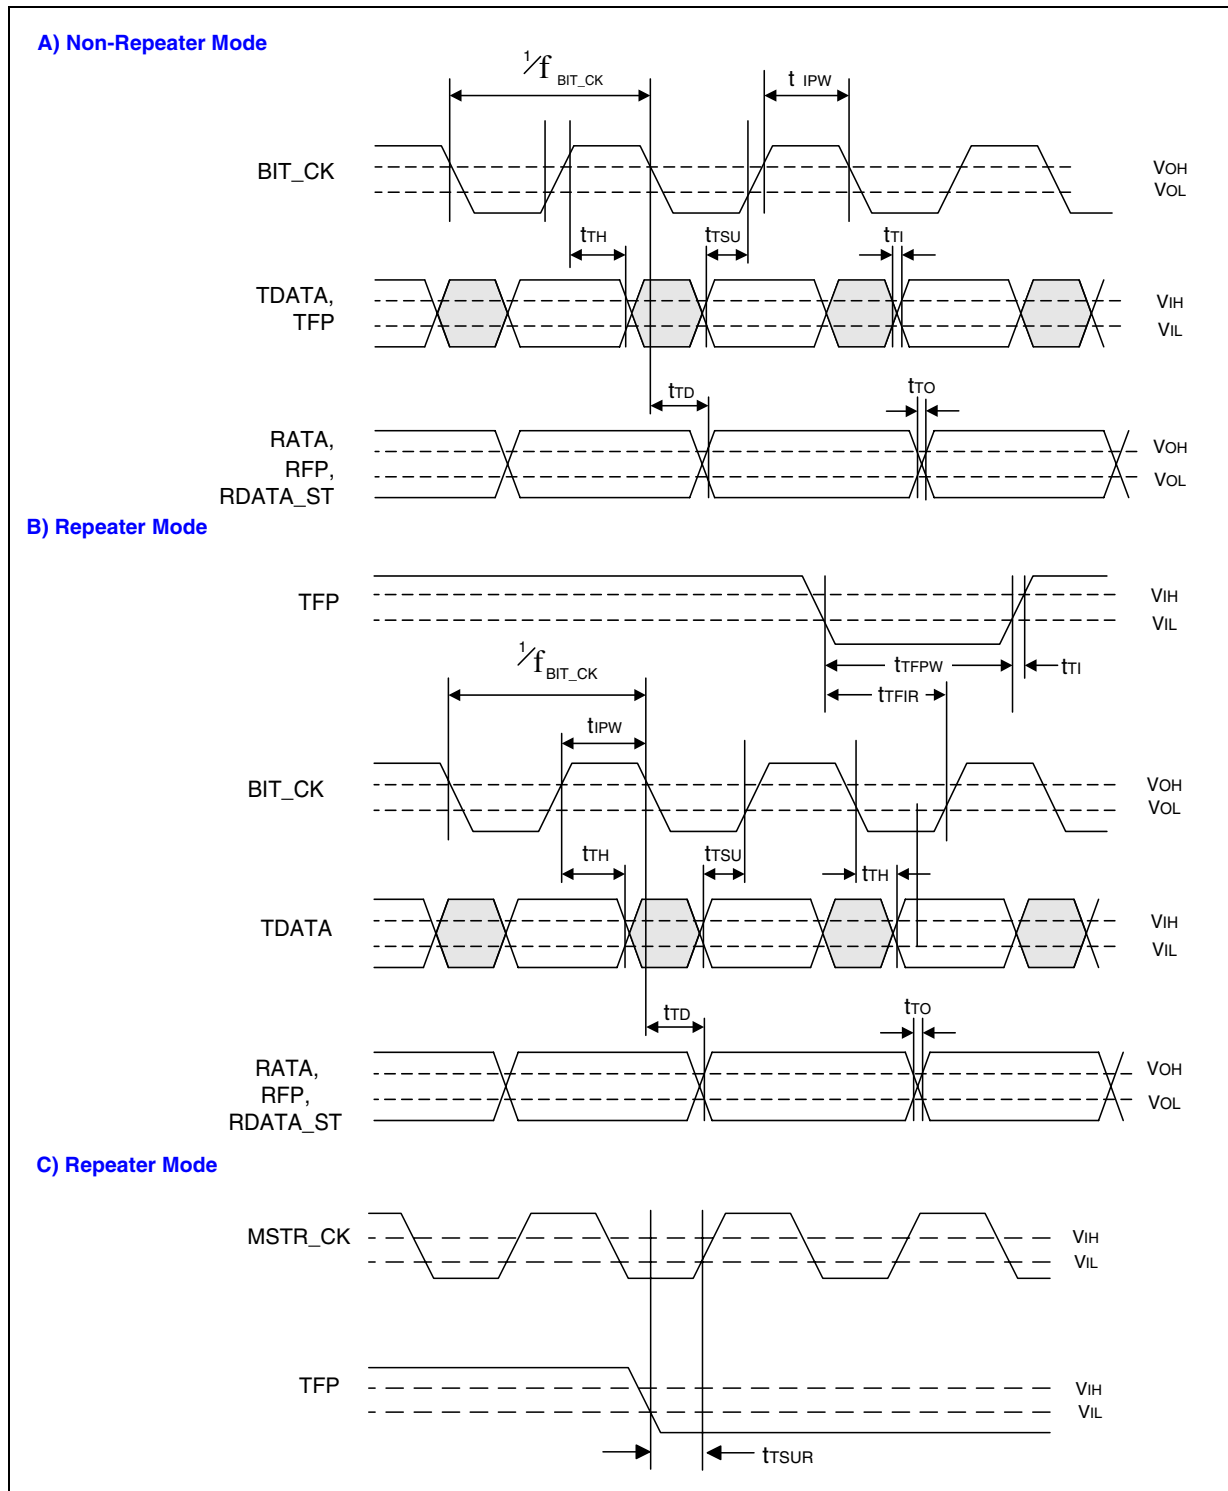 A) Non-Repeater Mode
1/f BIT_CK
t IPW
BIT_CK
VOH
VOL
tTH
tTSU
tTI
TDATA,
TFP
VIH
VIL
tTD
tTO
RATA,
RFP,
RDATA_ST
VOH
VOL
B) Repeater Mode
TFP
VIH
VIL
tTFPW
tTI
tTFIR
1/f BIT_CK
tIPW
BIT_CK
VOH
VOL
tTH
tTSU
tTH
TDATA
VIH
VIL
tTD
tTO
RATA,
RFP,
RDATA_ST
VOH
VOL
C) Repeater Mode
MSTR_CK
VIH
VIL
TFP
VIH
VIL
tTSUR